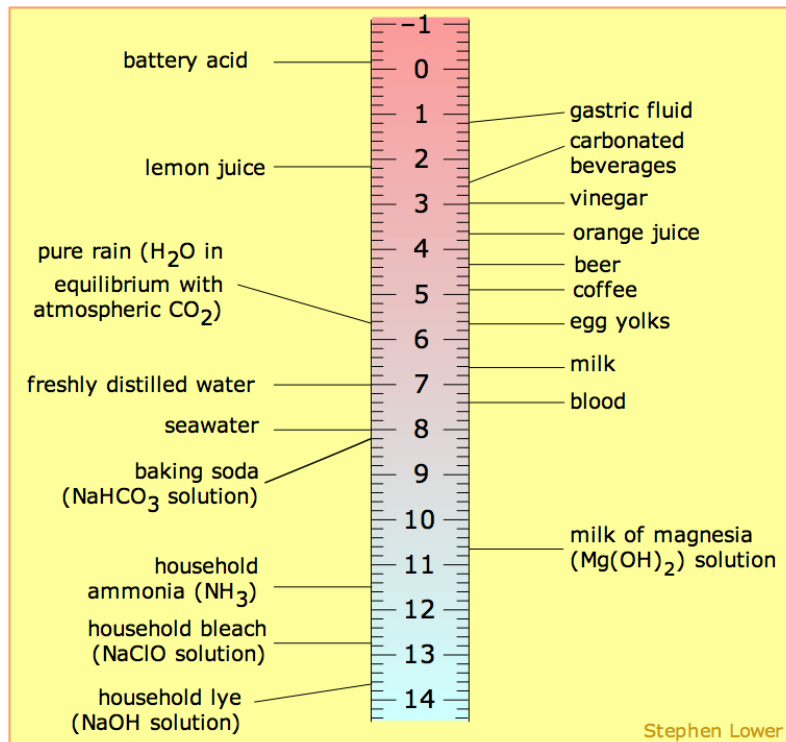 battery acid
lemon juice
pure rain (H₂O in
equilibrium with
atmospheric CO₂)
freshly distilled water
seawater
baking soda
(NaHCO₃ solution)
household
ammonia (NH₃)
household bleach
(NaClO solution)
household lye
(NaOH solution)
−1
0
1
2
3
4
5
6
7
8
9
10
11
12
13
14
gastric fluid
carbonated
beverages
vinegar
orange juice
beer
coffee
egg yolks
milk
blood
milk of magnesia
(Mg(OH)₂) solution
Stephen Lower